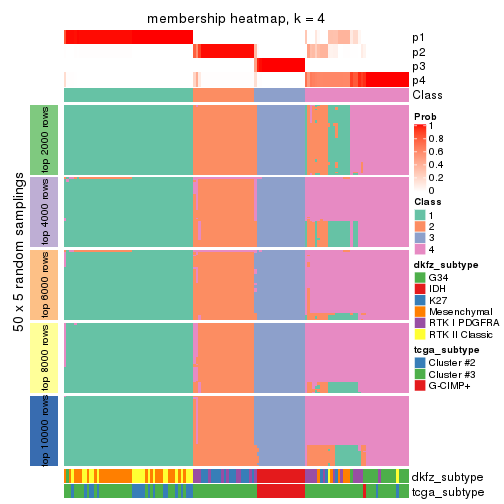 membership heatmap, k = 4
p1
p2
p3
p4
Class
50 x 5 random samplings
top 2000 rows
top 4000 rows
top 6000 rows
top 8000 rows
top 10000 rows
Prob
1
0.8
0.6
0.4
0.2
0
Class
1
2
3
4
dkfz_subtype
G34
IDH
K27
Mesenchymal
RTK I PDGFRA
RTK II Classic
tcga_subtype
Cluster #2
Cluster #3
G-CIMP+
dkfz_subtype
tcga_subtype